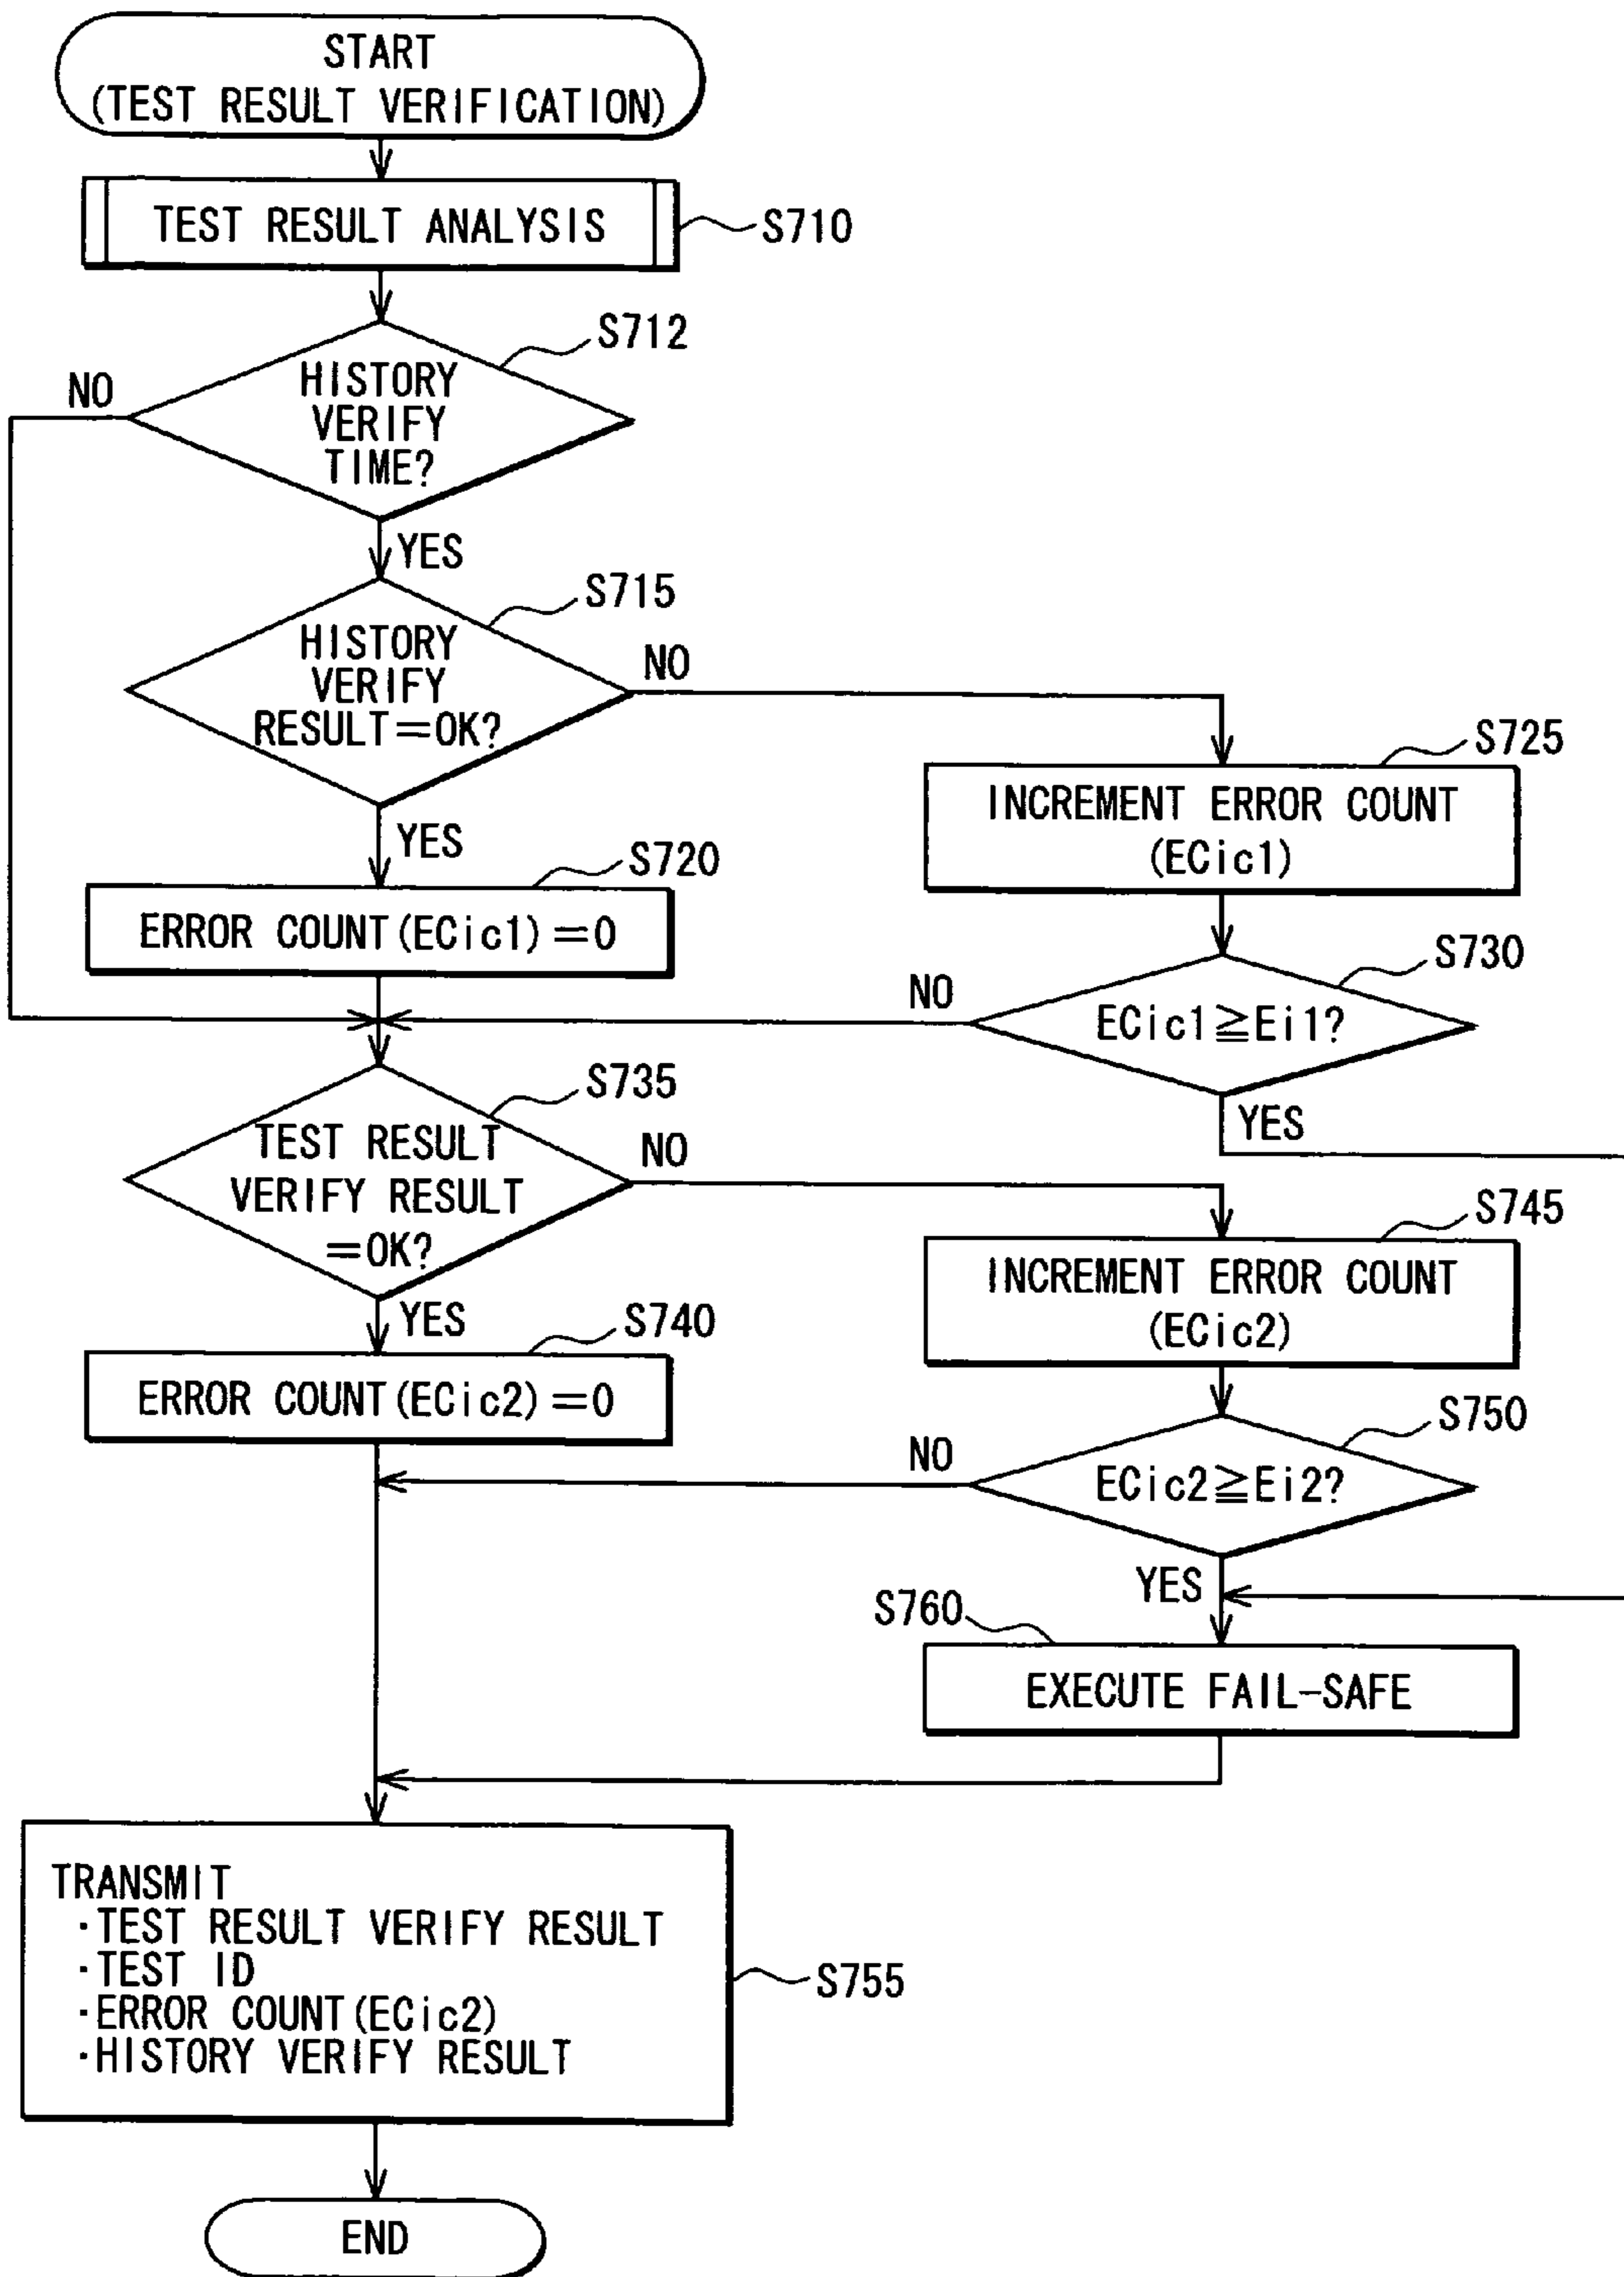 START
(TEST RESULT VERIFICATION)
TEST RESULT ANALYSIS
S710
S712
HISTORY
VERIFY
TIME?
NO
YES
S715
HISTORY
VERIFY
RESULT=OK?
NO
YES
S725
INCREMENT ERROR COUNT
(ECic1)
S720
ERROR COUNT(ECic1)=0
S730
ECic1≧Ei1?
NO
YES
S735
TEST RESULT
VERIFY RESULT
=OK?
NO
YES
S745
INCREMENT ERROR COUNT
(ECic2)
S740
ERROR COUNT(ECic2)=0
S750
ECic2≧Ei2?
NO
YES
S760
EXECUTE FAIL-SAFE
TRANSMIT
·TEST RESULT VERIFY RESULT
·TEST ID
·ERROR COUNT(ECic2)
·HISTORY VERIFY RESULT
S755
END